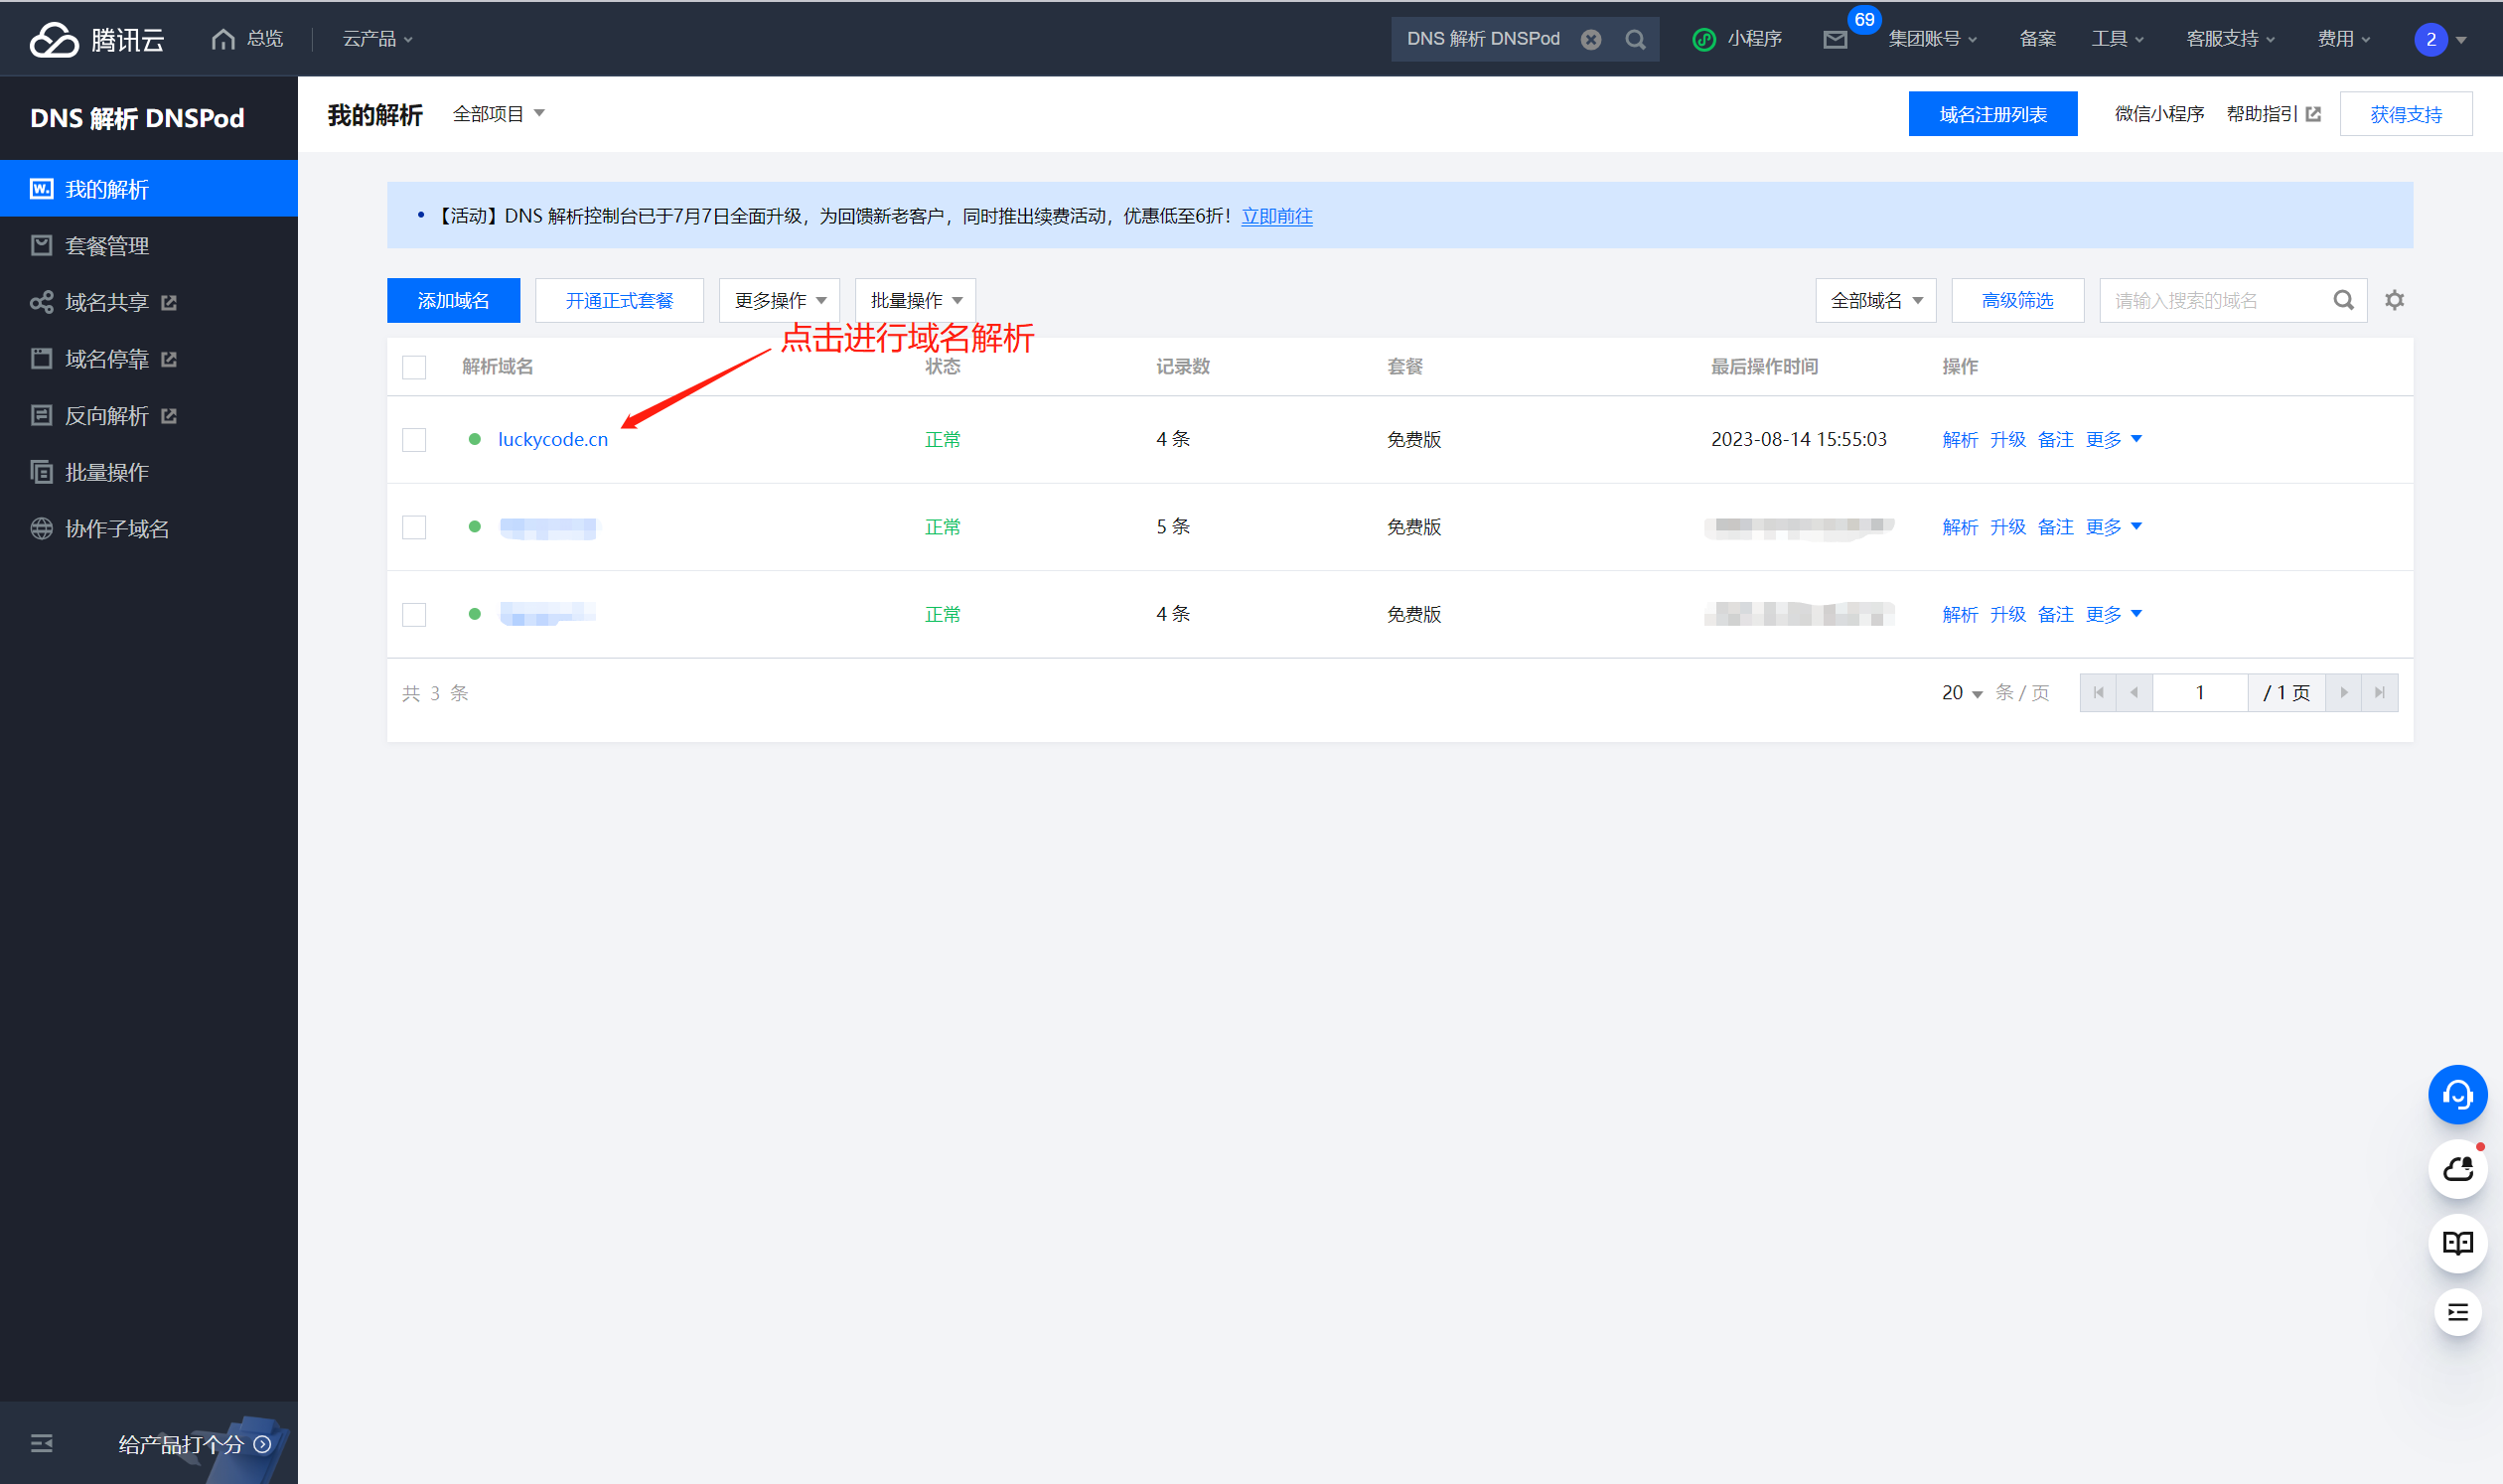 腾讯云 总览 云产品 DNS 解析 DNSPod 小程序 69 集团账号 备案 工具 客服支持 费用 2
DNS 解析 DNSPod
我的解析 全部项目 域名注册列表 微信小程序 帮助指引 获得支持
我的解析
套餐管理
域名共享
域名停靠
反向解析
批量操作
协作子域名
• 【活动】DNS 解析控制台已于7月7日全面升级，为回馈新老客户，同时推出续费活动，优惠低至6折！立即前往
添加域名 开通正式套餐 更多操作 批量操作 全部域名 高级筛选 请输入搜索的域名
点击进行域名解析
解析域名 状态 记录数 套餐 最后操作时间 操作
luckycode.cn 正常 4 条 免费版 2023-08-14 15:55:03 解析 升级 备注 更多
正常 5 条 免费版 解析 升级 备注 更多
正常 4 条 免费版 解析 升级 备注 更多
共 3 条 20 条 / 页 1 / 1 页
给产品打个分